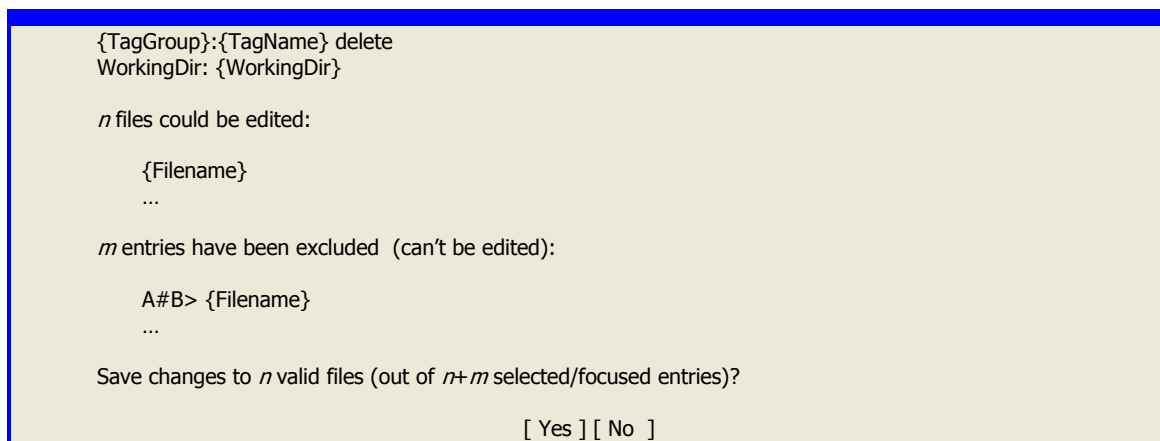 {TagGroup}:{TagName} delete
WorkingDir: {WorkingDir}
n files could be edited:
{Filename}
...
m entries have been excluded  (can't be edited):
A#B> {Filename}
...
Save changes to n valid files (out of n+m selected/focused entries)?
[ Yes ] [ No  ]